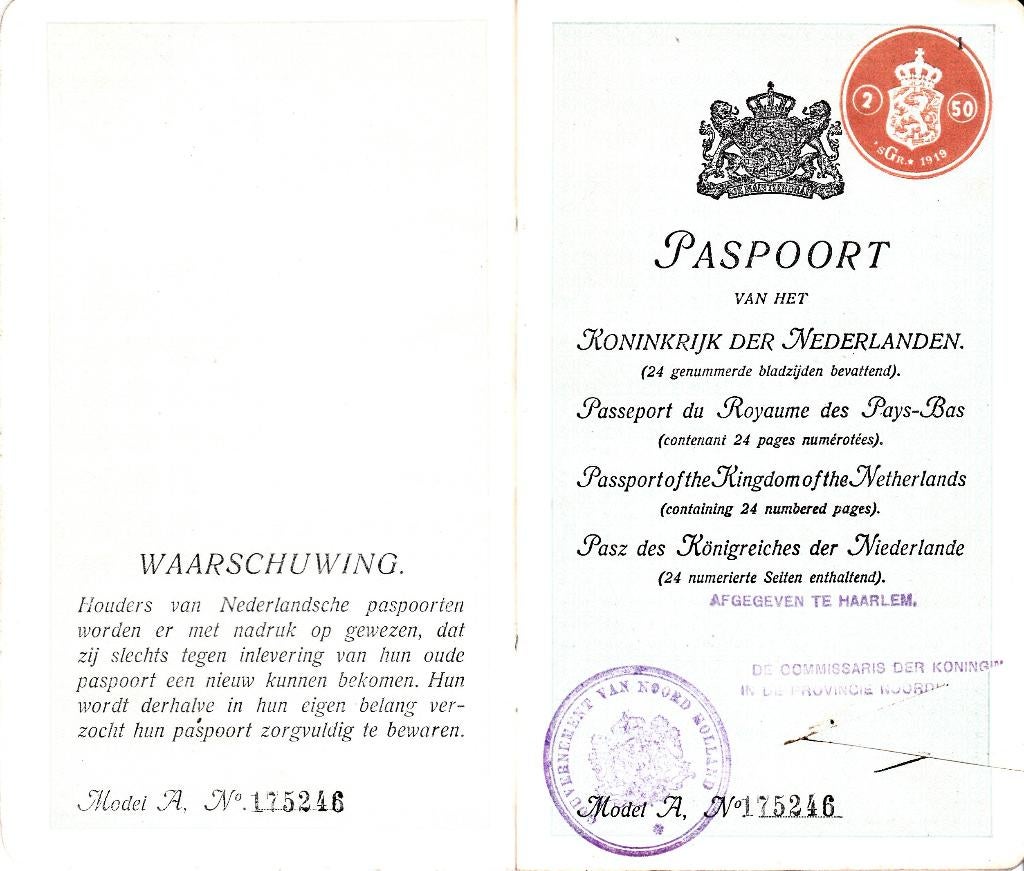 WAARSCHUWING.
Houders van Nederlandsche paspoorten
worden er met nadruk op gewezen, dat
zij slechts tegen inlevering van hun oude
paspoort een nieuw kunnen bekomen. Hun
wordt derhalve in hun eigen belang ver-
zocht hun paspoort zorgvuldig te bewaren.
Model A, No. 175246
1
2 50
'SGR. * 1919
PASPOORT
VAN HET
KONINKRIJK DER NEDERLANDEN.
(24 genummerde bladzijden bevattend).
Passeport du Royaume des Pays-Bas
(contenant 24 pages numérotées).
Passport of the Kingdom of the Netherlands
(containing 24 numbered pages).
Pasz des Königreiches der Niederlande
(24 numerierte Seiten enthaltend).
AFGEGEVEN TE HAARLEM,
DE COMMISSARIS DER KONINGIN
IN DE PROVINCIE NOORD
GOUVERNEMENT VAN NOORD HOLLAND
Model A, No 175246